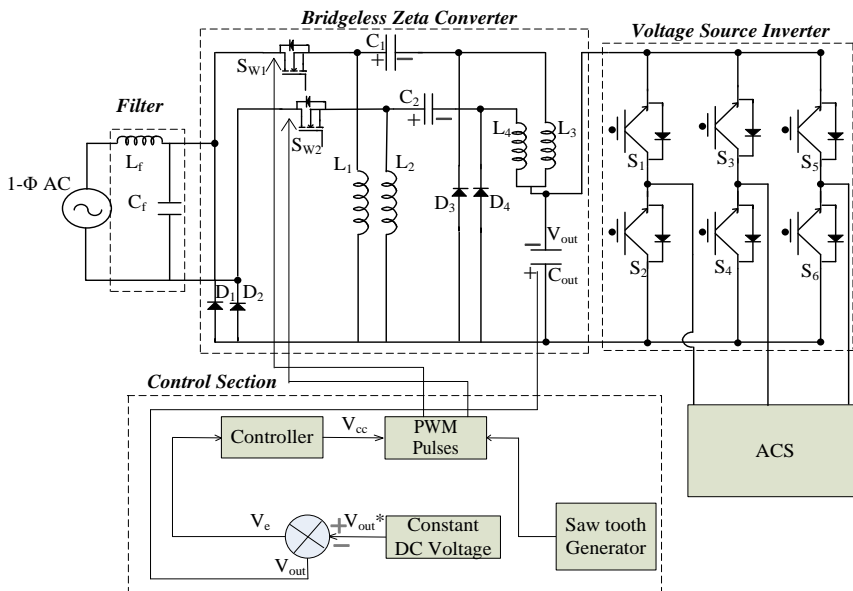 Bridgeless Zeta Converter
Voltage Source Inverter
Filter
1-Φ AC
L_f
C_f
S_W1
S_W2
C_1
+ −
C_2
+ −
L_1
L_2
L_4
L_3
D_1
D_2
D_3
D_4
−
V_out
+
C_out
S_1
S_3
S_5
S_2
S_4
S_6
ACS
Control Section
Controller
V_cc
PWM
Pulses
V_e
+
−
V_out*
V_out
Constant
DC Voltage
Saw tooth
Generator